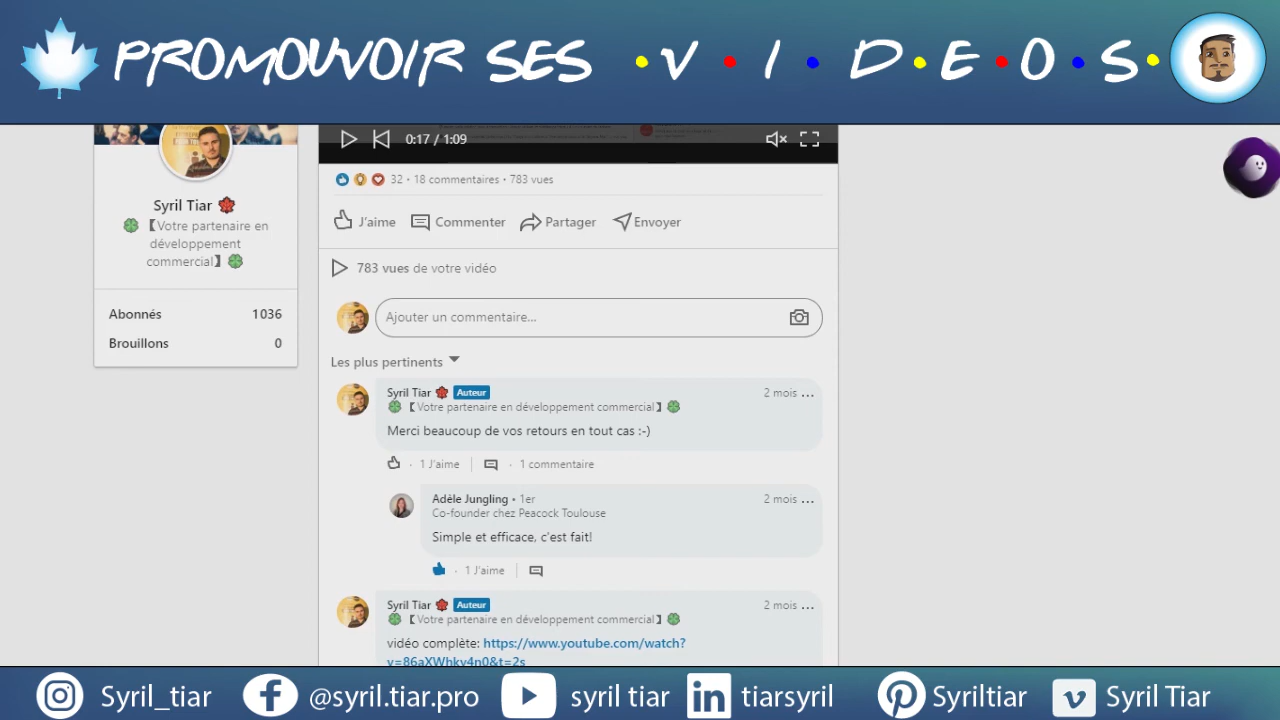 PROMOUVOIR SES V I D E O S
0:17 / 1:09
32 • 18 commentaires • 783 vues
J'aime Commenter Partager Envoyer
783 vues de votre vidéo
Ajouter un commentaire...
Les plus pertinents
Syril Tiar
【Votre partenaire en
développement
commercial】
Abonnés 1036
Brouillons 0
Syril Tiar Auteur 2 mois ...
【Votre partenaire en développement commercial】
Merci beaucoup de vos retours en tout cas :-)
1 J'aime 1 commentaire
Adèle Jungling • 1er 2 mois ...
Co-founder chez Peacock Toulouse
Simple et efficace, c'est fait!
1 J'aime
Syril Tiar Auteur 2 mois ...
【Votre partenaire en développement commercial】
vidéo complète: https://www.youtube.com/watch?
v=86aXWhkv4n0&t=2s
Syril_tiar @syril.tiar.pro syril tiar tiarsyril Syriltiar Syril Tiar